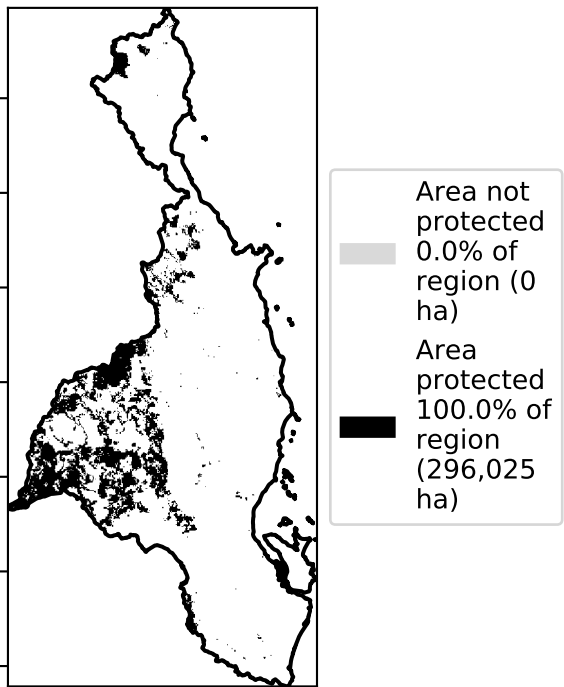 Area not
protected
0.0% of
region (0
ha)
Area
protected
100.0% of
region
(296,025
ha)